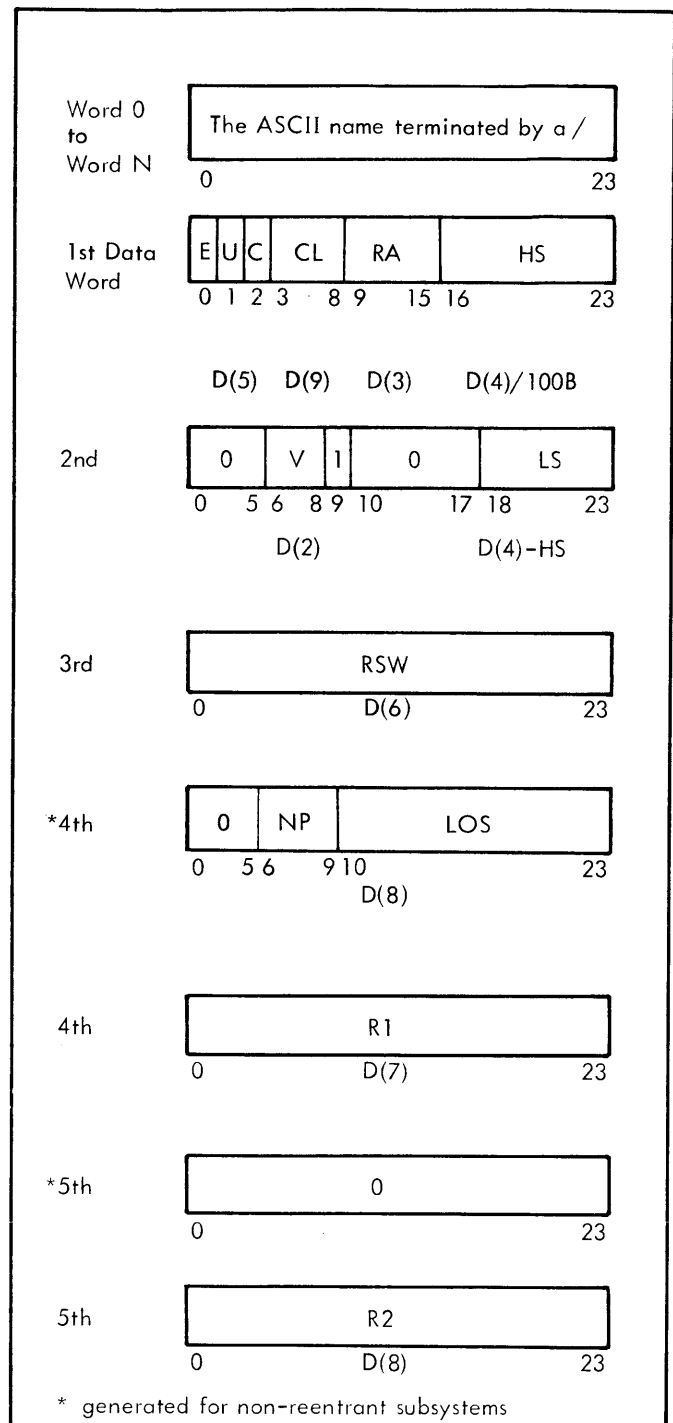 Word 0
to
Word N
The ASCII name terminated by a /
0 23
1st Data
Word
E U C CL RA HS
0 1 2 3 8 9 15 16 23
D(5) D(9) D(3) D(4)/100B
2nd
0 V 1 0 LS
0 5 6 8 9 10 17 18 23
D(2) D(4)-HS
3rd
RSW
0 D(6) 23
*4th
0 NP LOS
0 5 6 9 10 23
D(8)
4th
R1
0 D(7) 23
*5th
0
0 23
5th
R2
0 D(8) 23
* generated for non-reentrant subsystems